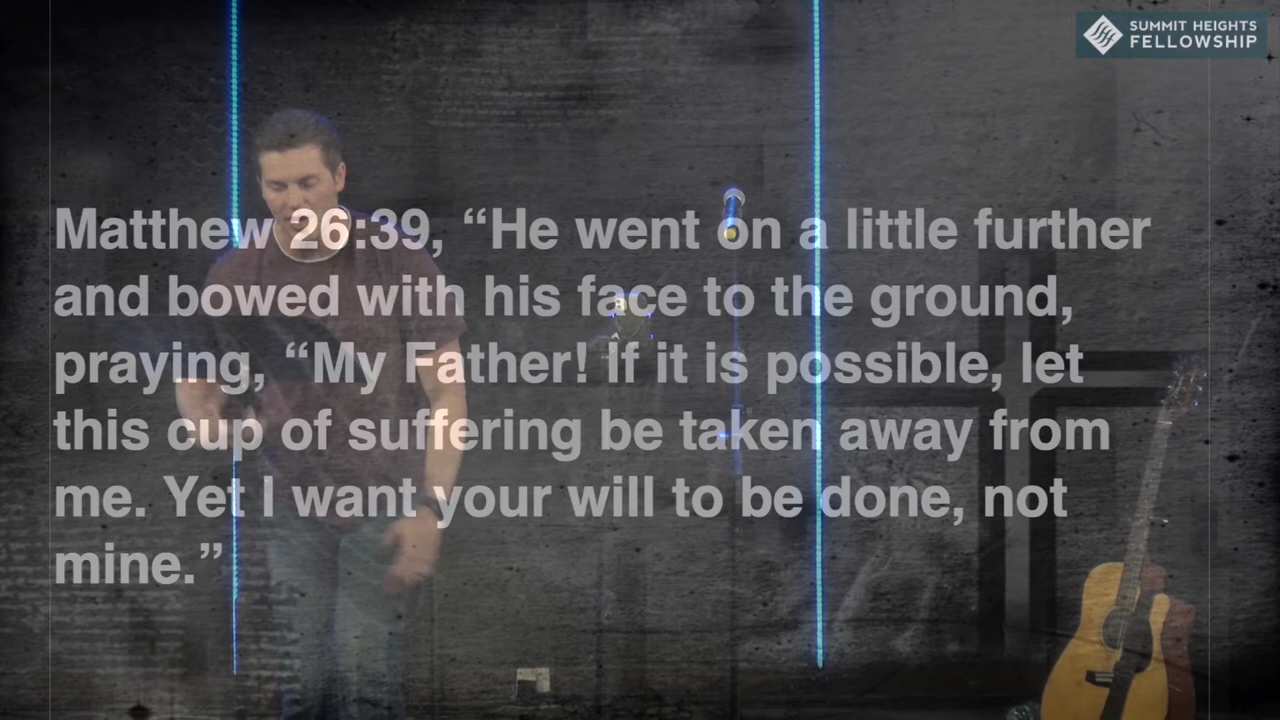 SUMMIT HEIGHTS
FELLOWSHIP
Matthew 26:39, “He went on a little further
and bowed with his face to the ground,
praying, “My Father! If it is possible, let
this cup of suffering be taken away from
me. Yet I want your will to be done, not
mine.”